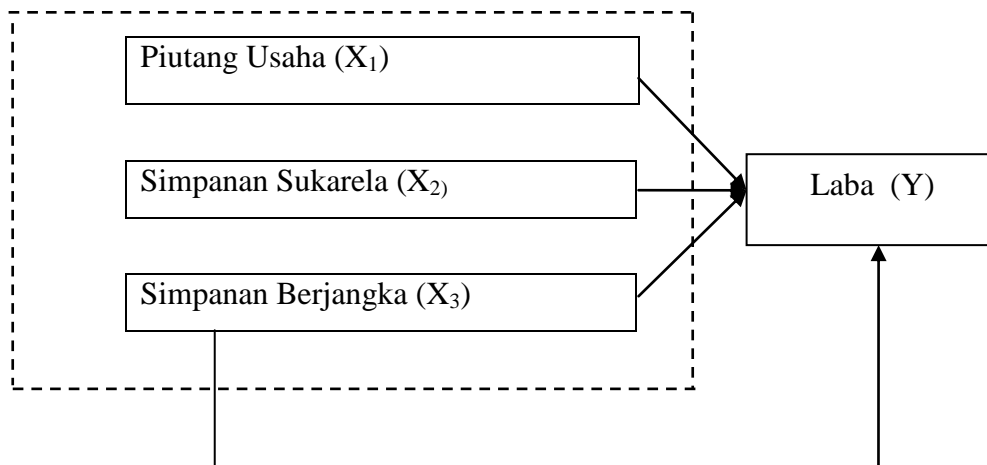 Piutang Usaha (X₁)
Simpanan Sukarela (X₂₎
Laba (Y)
Simpanan Berjangka (X₃)